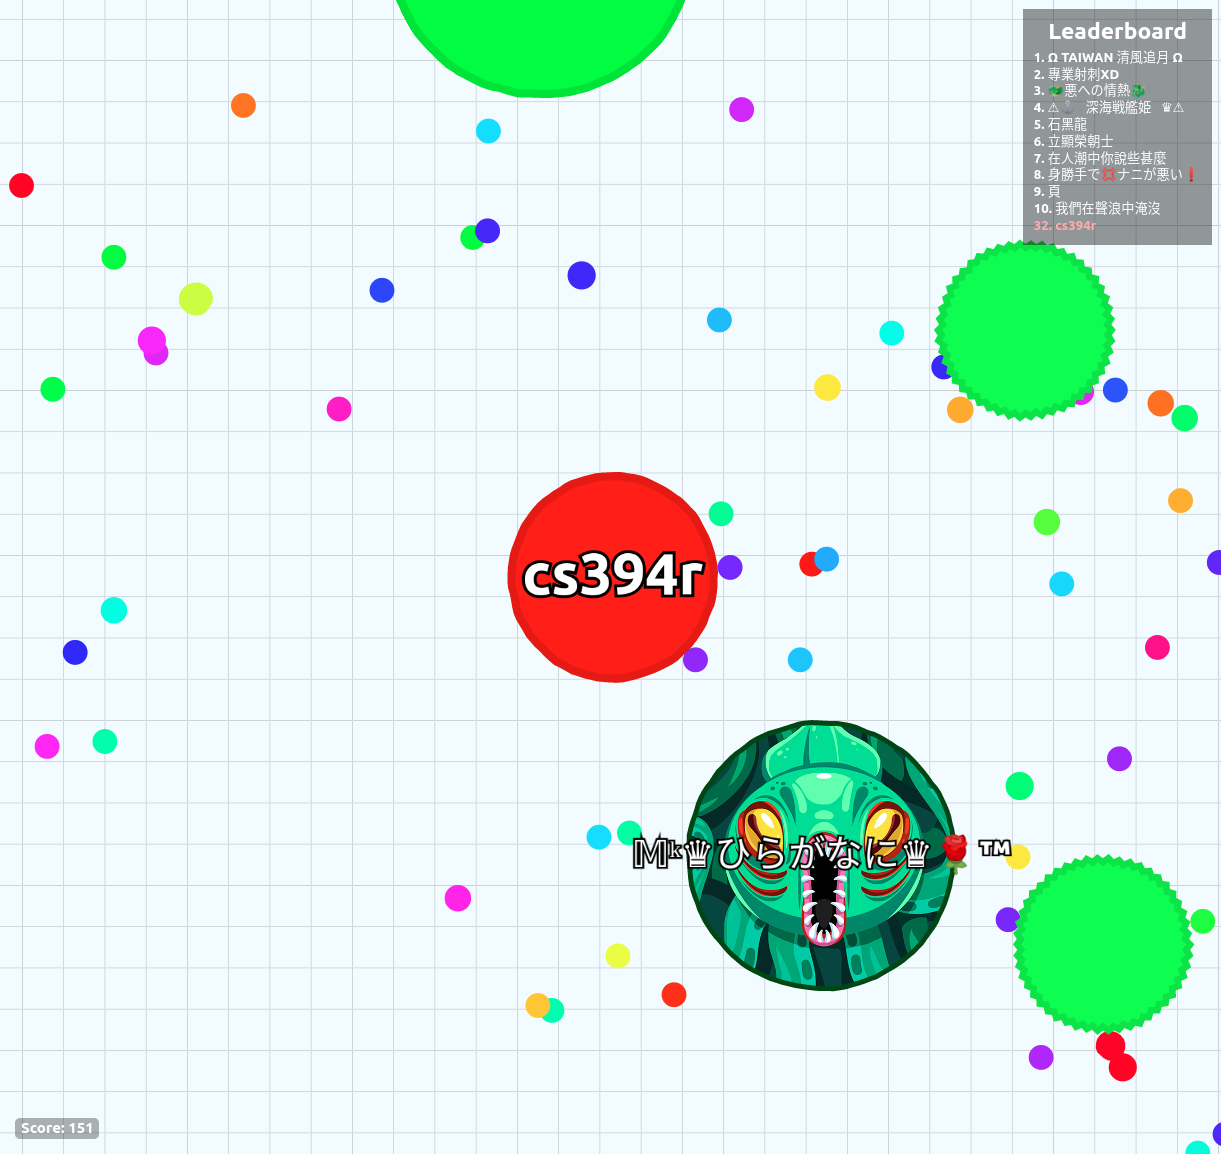 Leaderboard
1. Ω TAIWAN 清風追月 Ω
2. 專業射刺XD
3. 🐲悪への情熱🐉
4. ⚠⚓ 深海戦艦姫 ♛⚠
5. 石黑龍
6. 立顯榮朝士
7. 在人潮中你說些甚麼
8. 身勝手で💢ナニが悪い❗
9. 頁
10. 我們在聲浪中淹沒
32. cs394r
cs394r
𝕄ᵏ♛ひらがなに♛🌹™
Score: 151